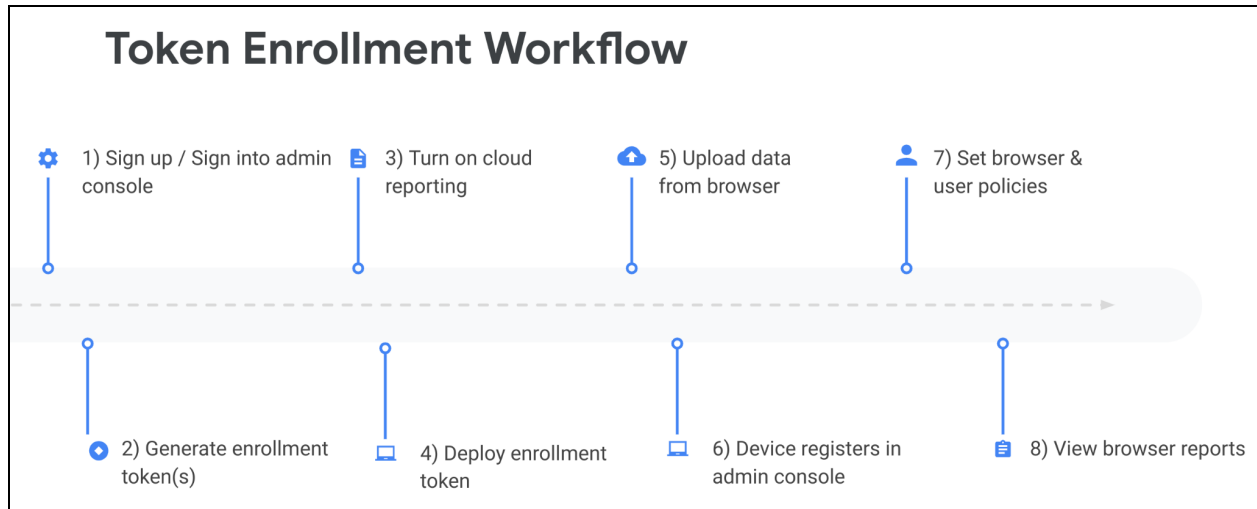 Token Enrollment Workflow
1) Sign up / Sign into admin
console
2) Generate enrollment
token(s)
3) Turn on cloud
reporting
4) Deploy enrollment
token
5) Upload data
from browser
6) Device registers in
admin console
7) Set browser &
user policies
8) View browser reports